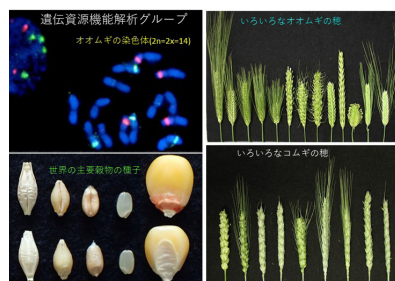 遺伝資源機能解析グループ
オオムギの染色体(2n=2x=14)
いろいろなオオムギの穂
世界の主要穀物の種子
いろいろなコムギの穂